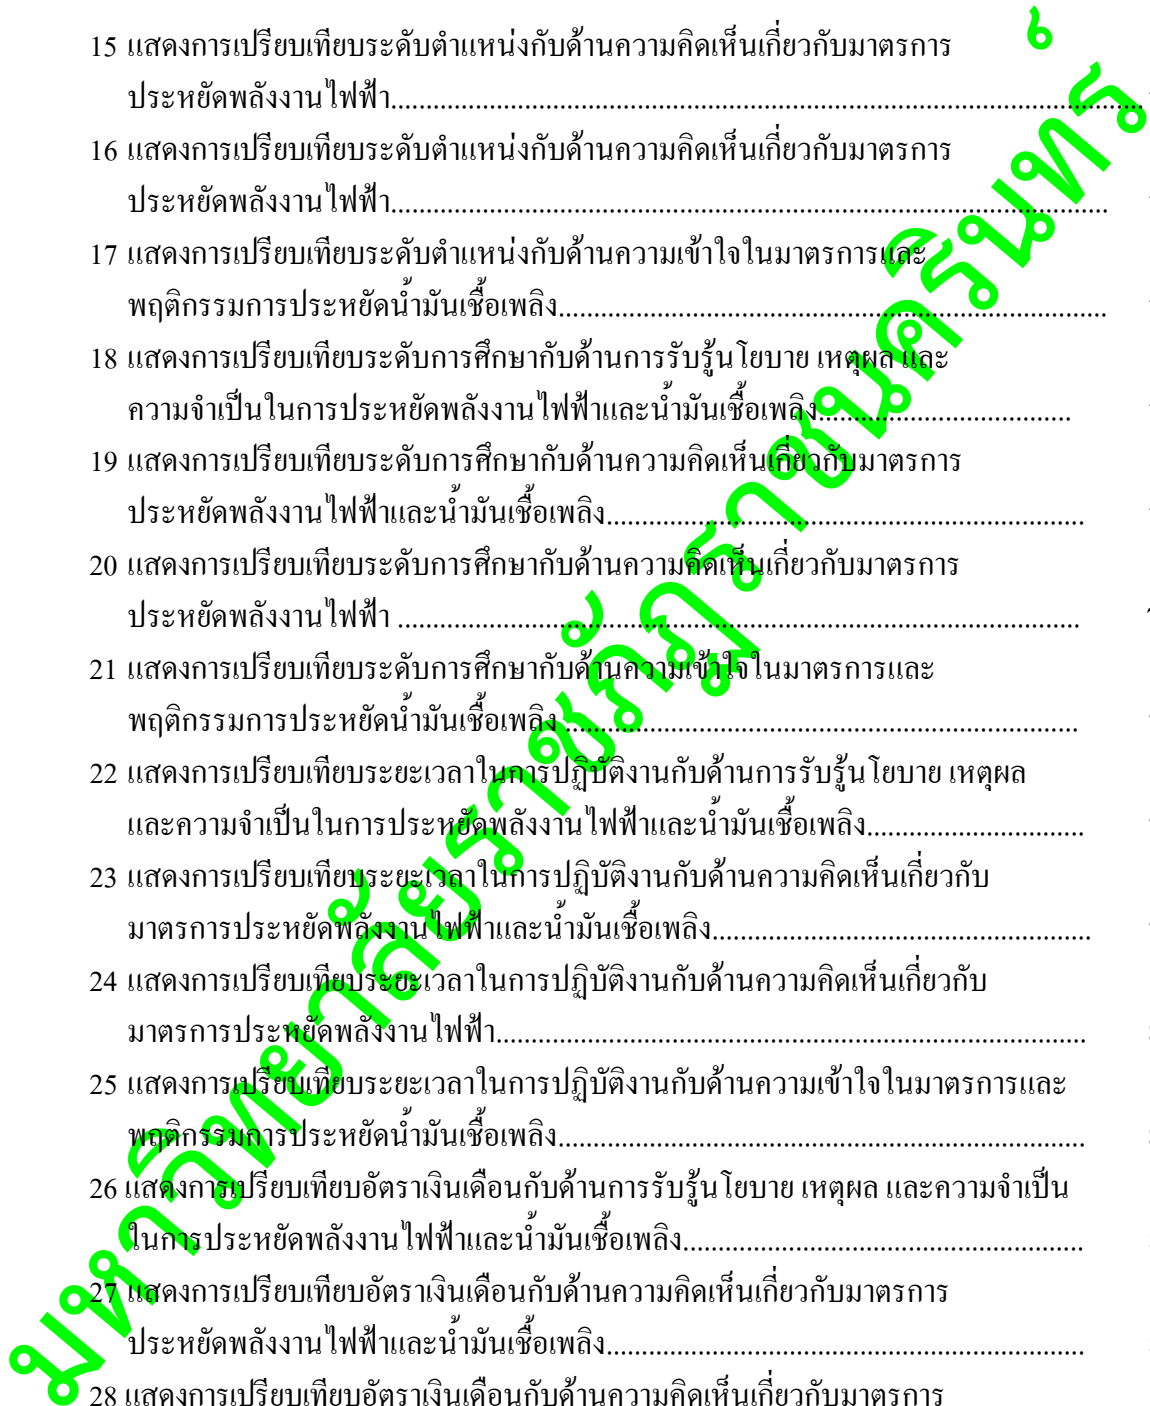 15 แสดงการเปรียบเทียบระดับตำแหน่งกับด้านความคิดเห็นเกี่ยวกับมาตรการ
ประหยัดพลังงานไฟฟ้า..........................................................................................................
16 แสดงการเปรียบเทียบระดับตำแหน่งกับด้านความคิดเห็นเกี่ยวกับมาตรการ
ประหยัดพลังงานไฟฟ้า.....................................................................................................
17 แสดงการเปรียบเทียบระดับตำแหน่งกับด้านความเข้าใจในมาตรการและ
พฤติกรรมการประหยัดน้ำมันเชื้อเพลิง.............................................................................
18 แสดงการเปรียบเทียบระดับการศึกษากับด้านการรับรู้นโยบาย เหตุผล และ
ความจำเป็นในการประหยัดพลังงานไฟฟ้าและน้ำมันเชื้อเพลิง...................................
19 แสดงการเปรียบเทียบระดับการศึกษากับด้านความคิดเห็นเกี่ยวกับมาตรการ
ประหยัดพลังงานไฟฟ้าและน้ำมันเชื้อเพลิง...................................................................
20 แสดงการเปรียบเทียบระดับการศึกษากับด้านความคิดเห็นเกี่ยวกับมาตรการ
ประหยัดพลังงานไฟฟ้า ................................................................................................
21 แสดงการเปรียบเทียบระดับการศึกษากับด้านความเข้าใจในมาตรการและ
พฤติกรรมการประหยัดน้ำมันเชื้อเพลิง ........................................................................
22 แสดงการเปรียบเทียบระยะเวลาในการปฏิบัติงานกับด้านการรับรู้นโยบาย เหตุผล
และความจำเป็นในการประหยัดพลังงานไฟฟ้าและน้ำมันเชื้อเพลิง..............................
23 แสดงการเปรียบเทียบระยะเวลาในการปฏิบัติงานกับด้านความคิดเห็นเกี่ยวกับ
มาตรการประหยัดพลังงานไฟฟ้าและน้ำมันเชื้อเพลิง.....................................................
24 แสดงการเปรียบเทียบระยะเวลาในการปฏิบัติงานกับด้านความคิดเห็นเกี่ยวกับ
มาตรการประหยัดพลังงานไฟฟ้า...................................................................................
25 แสดงการเปรียบเทียบระยะเวลาในการปฏิบัติงานกับด้านความเข้าใจในมาตรการและ
พฤติกรรมการประหยัดน้ำมันเชื้อเพลิง..........................................................................
26 แสดงการเปรียบเทียบอัตราเงินเดือนกับด้านการรับรู้นโยบาย เหตุผล และความจำเป็น
ในการประหยัดพลังงานไฟฟ้าและน้ำมันเชื้อเพลิง........................................................
27 แสดงการเปรียบเทียบอัตราเงินเดือนกับด้านความคิดเห็นเกี่ยวกับมาตรการ
ประหยัดพลังงานไฟฟ้าและน้ำมันเชื้อเพลิง...................................................................
28 แสดงการเปรียบเทียบอัตราเงินเดือนกับด้านความคิดเห็นเกี่ยวกับมาตรการ
มหาวิทยาลัยราชภัฏราชนครินทร์